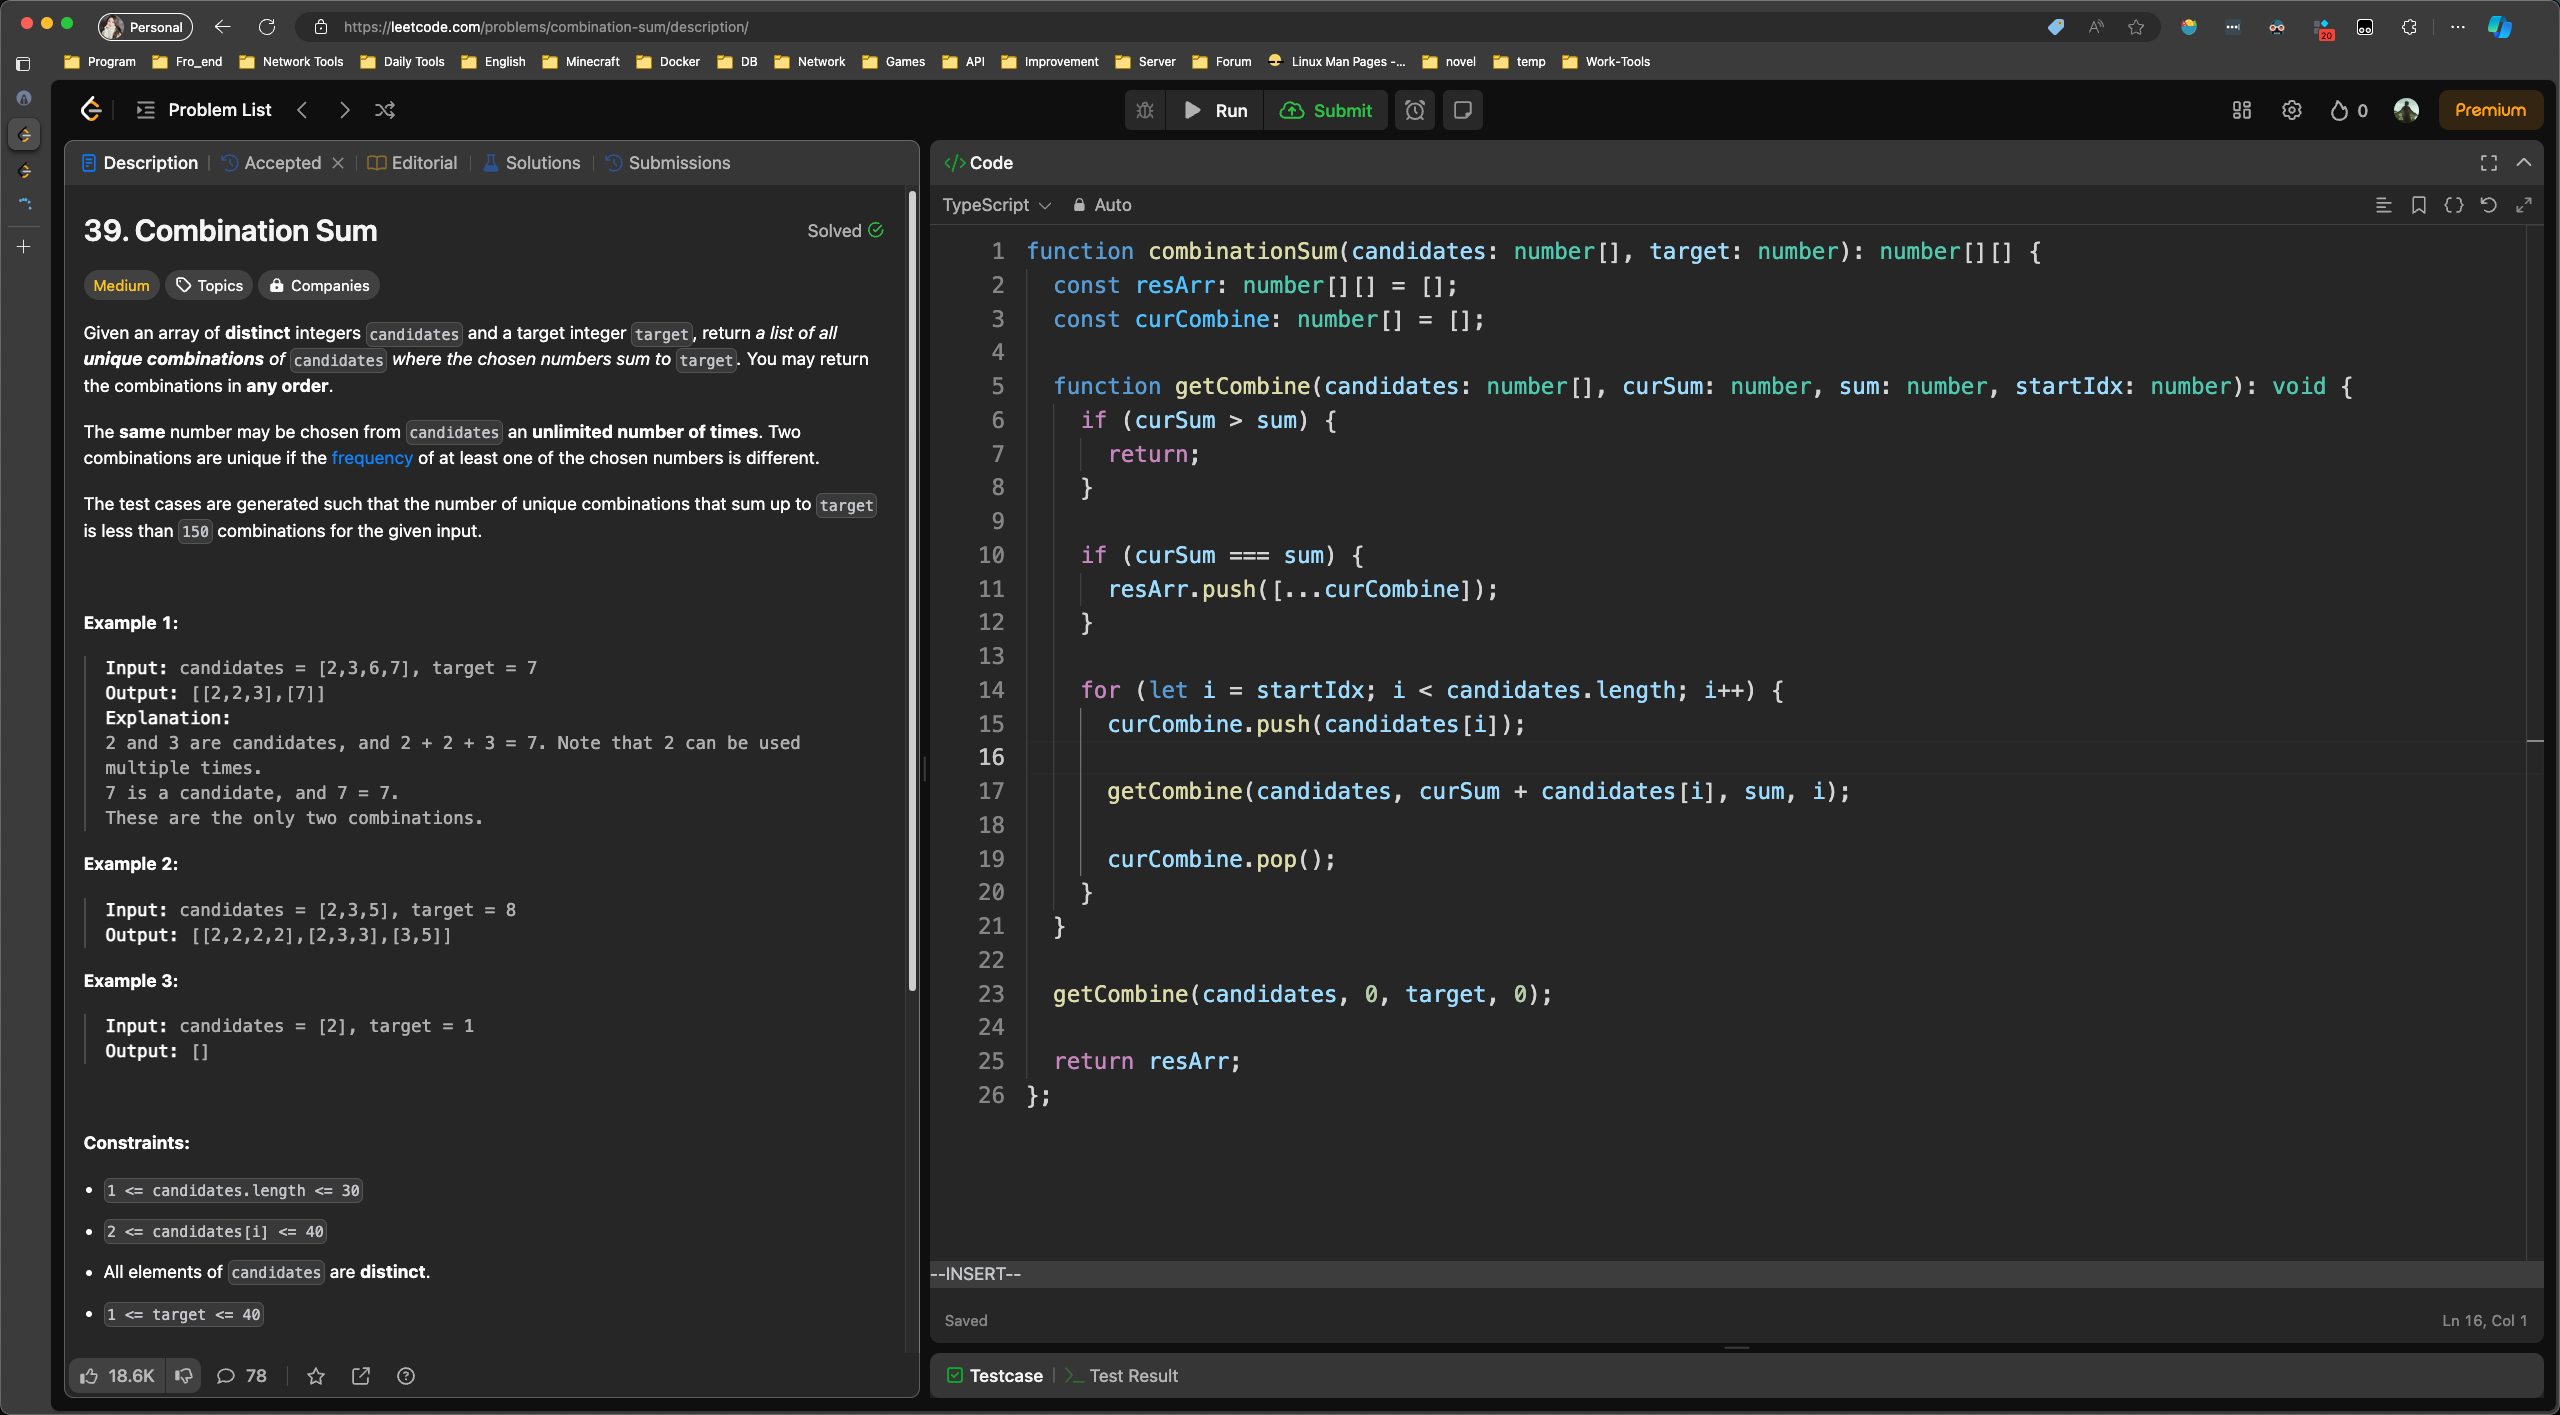 Personal
https://leetcode.com/problems/combination-sum/description/
20
Program Fro_end Network Tools Daily Tools English Minecraft Docker DB Network Games API Improvement Server Forum Linux Man Pages -... novel temp Work-Tools
Problem List
Run Submit
0 Premium
Description Accepted Editorial Solutions Submissions
39. Combination Sum
Solved
Medium Topics Companies
Given an array of distinct integers candidates and a target integer target, return a list of all
unique combinations of candidates where the chosen numbers sum to target. You may return
the combinations in any order.
The same number may be chosen from candidates an unlimited number of times. Two
combinations are unique if the frequency of at least one of the chosen numbers is different.
The test cases are generated such that the number of unique combinations that sum up to target
is less than 150 combinations for the given input.
Example 1:
Input: candidates = [2,3,6,7], target = 7
Output: [[2,2,3],[7]]
Explanation:
2 and 3 are candidates, and 2 + 2 + 3 = 7. Note that 2 can be used
multiple times.
7 is a candidate, and 7 = 7.
These are the only two combinations.
Example 2:
Input: candidates = [2,3,5], target = 8
Output: [[2,2,2,2],[2,3,3],[3,5]]
Example 3:
Input: candidates = [2], target = 1
Output: []
Constraints:
• 1 <= candidates.length <= 30
• 2 <= candidates[i] <= 40
• All elements of candidates are distinct.
• 1 <= target <= 40
18.6K 78
</> Code
TypeScript Auto
1 function combinationSum(candidates: number[], target: number): number[][] {
2 const resArr: number[][] = [];
3 const curCombine: number[] = [];
4
5 function getCombine(candidates: number[], curSum: number, sum: number, startIdx: number): void {
6 if (curSum > sum) {
7 return;
8 }
9
10 if (curSum === sum) {
11 resArr.push([...curCombine]);
12 }
13
14 for (let i = startIdx; i < candidates.length; i++) {
15 curCombine.push(candidates[i]);
16
17 getCombine(candidates, curSum + candidates[i], sum, i);
18
19 curCombine.pop();
20 }
21 }
22
23 getCombine(candidates, 0, target, 0);
24
25 return resArr;
26 };
--INSERT--
Saved
Ln 16, Col 1
Testcase >_ Test Result